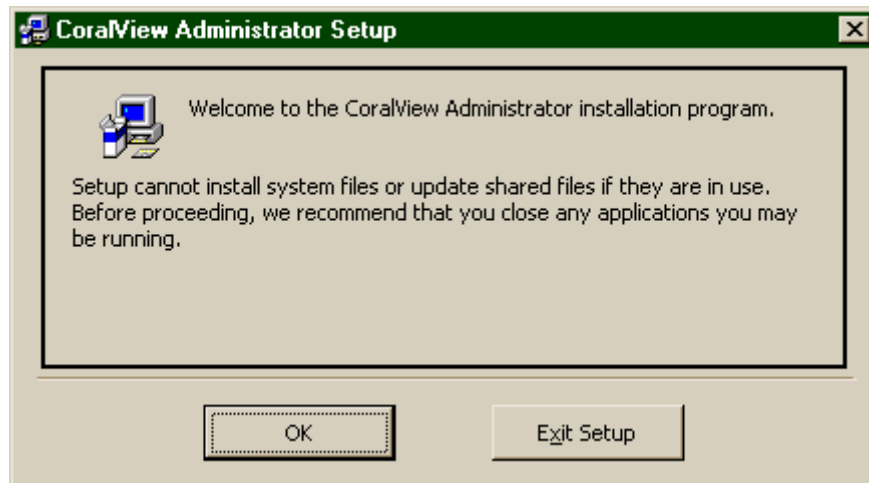 CoralView Administrator Setup
Welcome to the CoralView Administrator installation program.
Setup cannot install system files or update shared files if they are in use.
Before proceeding, we recommend that you close any applications you may
be running.
OK
Exit Setup